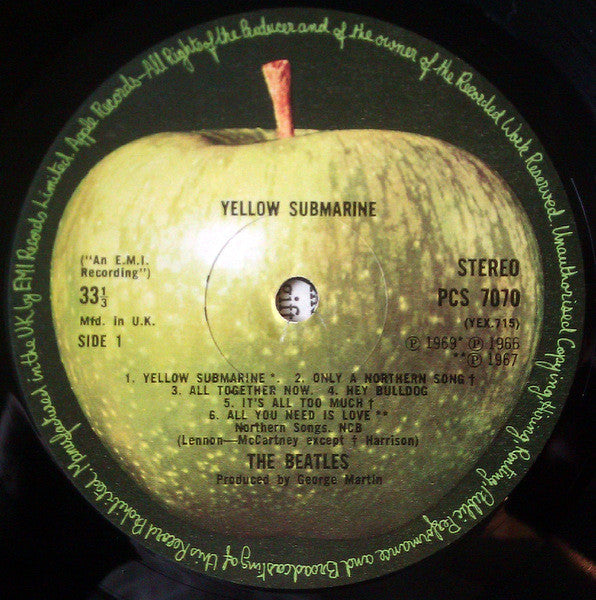 Manufactured in the U.K. by EMI Records Limited. Apple Records—All Rights of the Producer and of the owner of the Recorded Work Reserved. Unauthorised Copying, Hiring, Renting, Public Performance and Broadcasting of this Record Prohibited.
YELLOW SUBMARINE
("An E.M.I.
Recording")
33⅓
Mfd. in U.K.
SIDE 1
STEREO
PCS 7070
(YEX.715)
℗ 1969* ℗ 1966
**℗ 1967
1. YELLOW SUBMARINE *. 2. ONLY A NORTHERN SONG †
3. ALL TOGETHER NOW. 4. HEY BULLDOG
5. IT'S ALL TOO MUCH †
6. ALL YOU NEED IS LOVE **
Northern Songs. NCB
(Lennon—McCartney except † Harrison)
THE BEATLES
Produced by George Martin